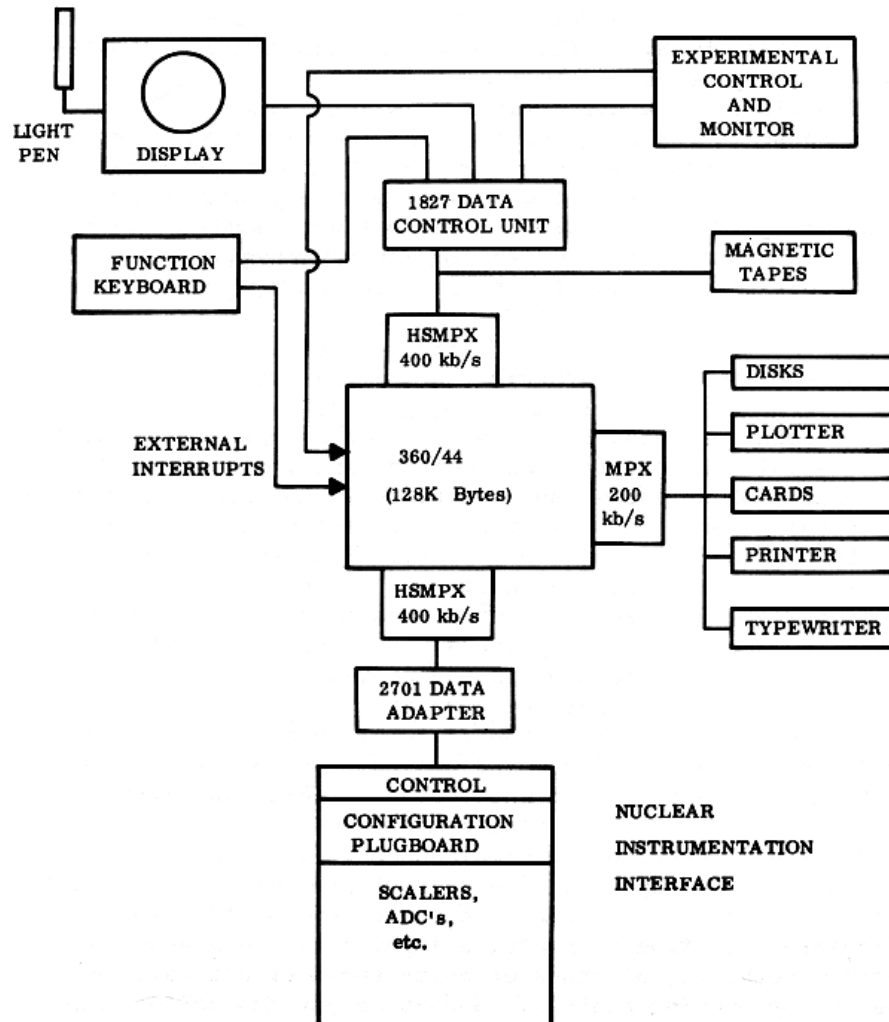 LIGHT
PEN
DISPLAY
EXPERIMENTAL
CONTROL
AND
MONITOR
1827 DATA
CONTROL UNIT
FUNCTION
KEYBOARD
MAGNETIC
TAPES
HSMPX
400 kb/s
EXTERNAL
INTERRUPTS
360/44
(128K Bytes)
MPX
200
kb/s
DISKS
PLOTTER
CARDS
PRINTER
TYPEWRITER
HSMPX
400 kb/s
2701 DATA
ADAPTER
CONTROL
CONFIGURATION
PLUGBOARD
SCALERS,
ADC's,
etc.
NUCLEAR
INSTRUMENTATION
INTERFACE